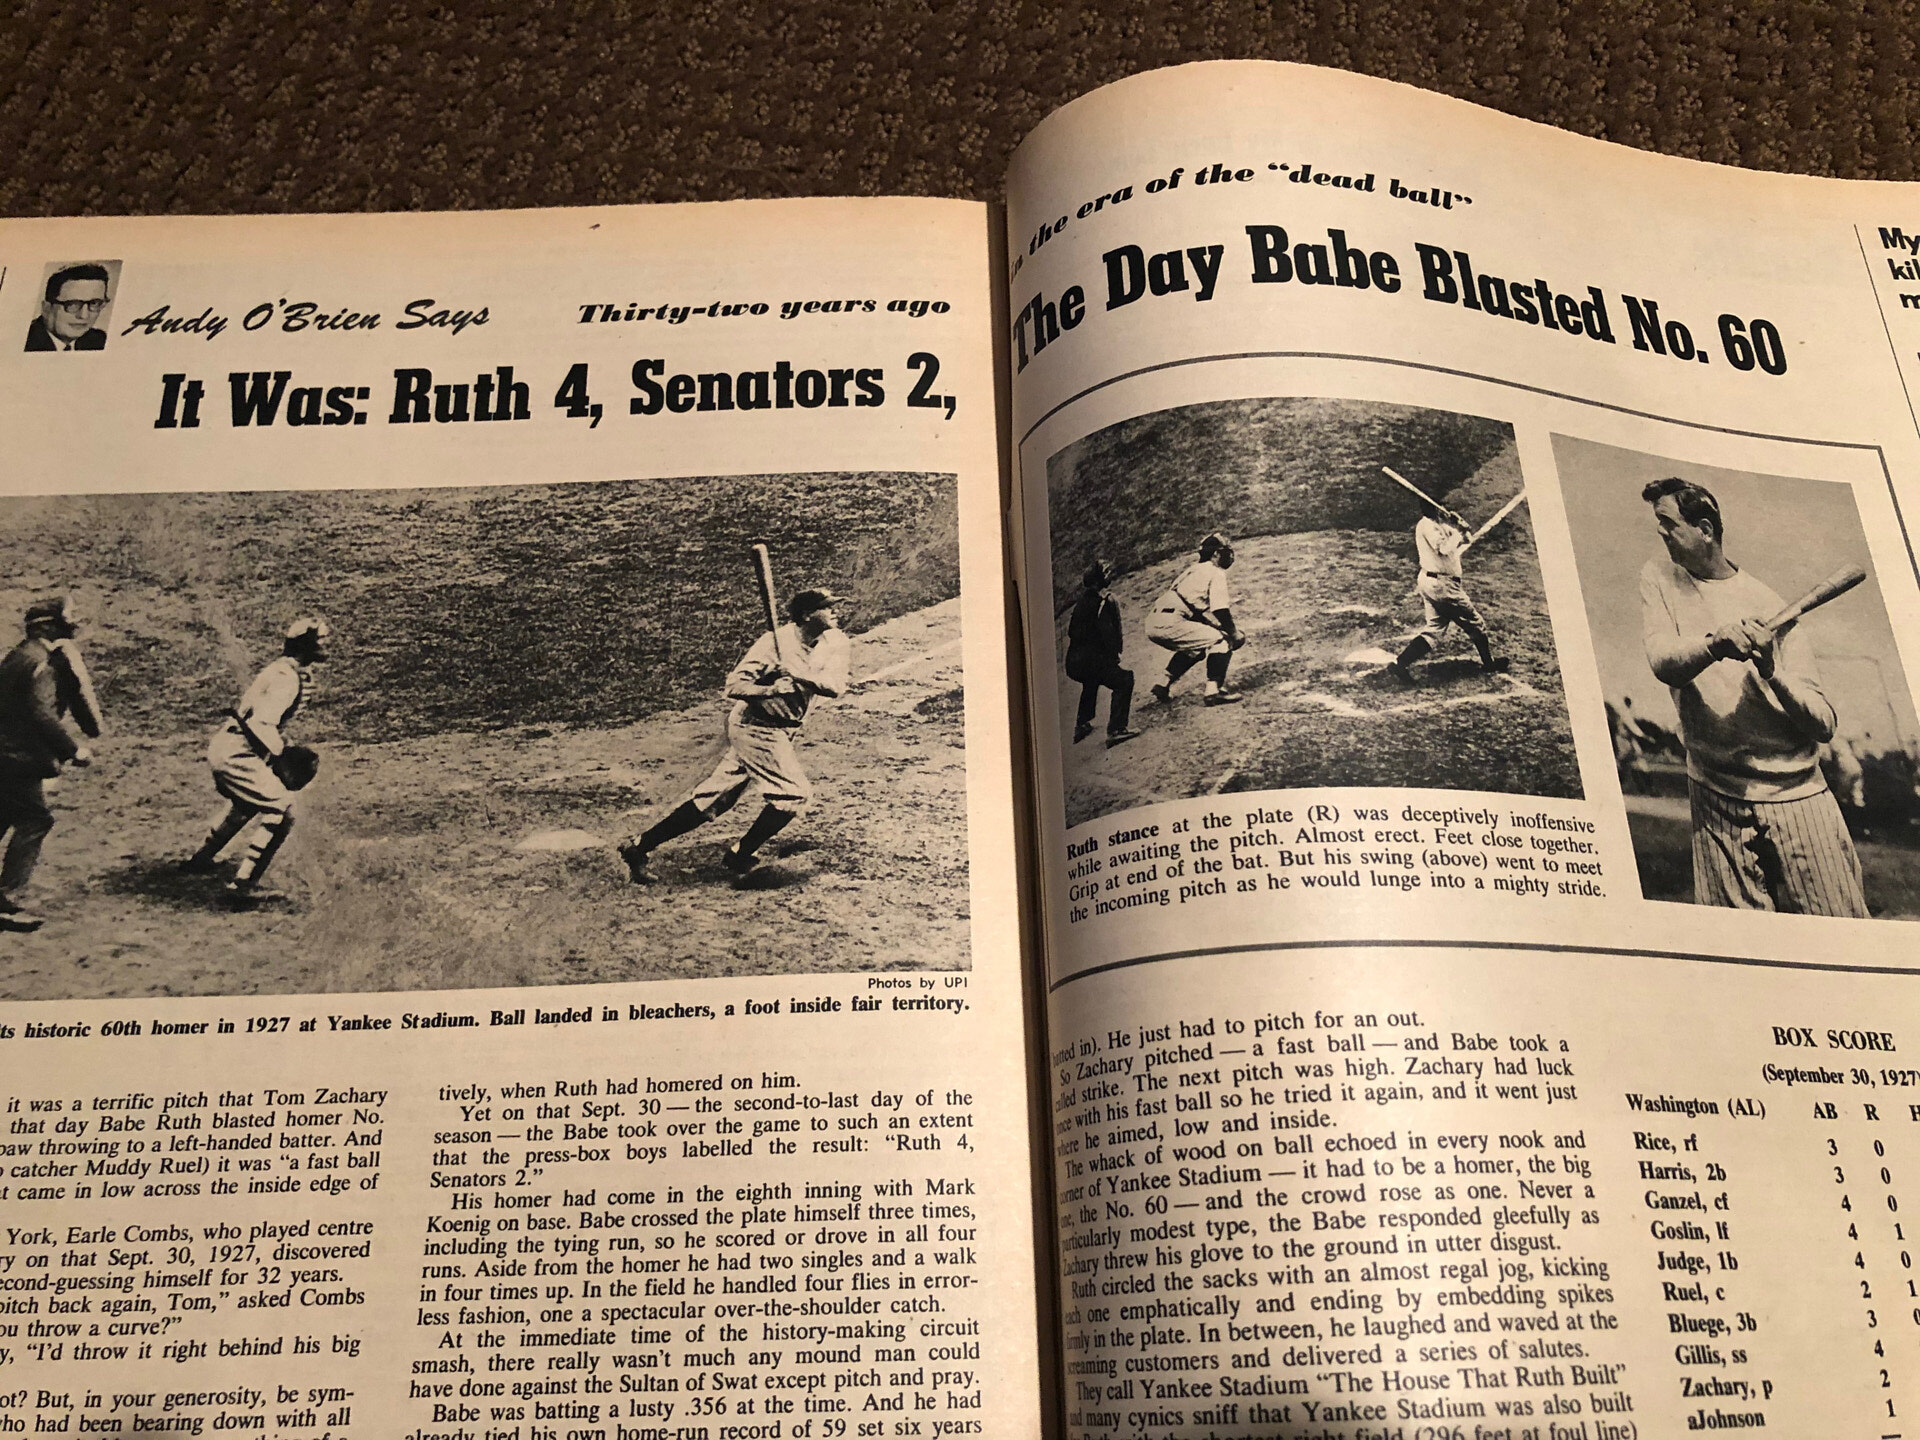 Andy O'Brien Says
Thirty-two years ago
It Was: Ruth 4, Senators 2,
Photos by UPI
ts historic 60th homer in 1927 at Yankee Stadium. Ball landed in bleachers, a foot inside fair territory.
it was a terrific pitch that Tom Zachary
that day Babe Ruth blasted homer No.
paw throwing to a left-handed batter. And
catcher Muddy Ruel) it was “a fast ball
t came in low across the inside edge of
York, Earle Combs, who played centre
ry on that Sept. 30, 1927, discovered
econd-guessing himself for 32 years.
pitch back again, Tom,” asked Combs
ou throw a curve?”
y, “I'd throw it right behind his big
ot? But, in your generosity, be sym-
ho had been bearing down with all
tively, when Ruth had homered on him.
Yet on that Sept. 30 — the second-to-last day of the
season — the Babe took over the game to such an extent
that the press-box boys labelled the result: “Ruth 4,
Senators 2.”
His homer had come in the eighth inning with Mark
Koenig on base. Babe crossed the plate himself three times,
including the tying run, so he scored or drove in all four
runs. Aside from the homer he had two singles and a walk
in four times up. In the field he handled four flies in error-
less fashion, one a spectacular over-the-shoulder catch.
At the immediate time of the history-making circuit
smash, there really wasn't much any mound man could
have done against the Sultan of Swat except pitch and pray.
Babe was batting a lusty .356 at the time. And he had
already tied his own home-run record of 59 set six years
in the era of the “dead ball”
The Day Babe Blasted No. 60
Ruth stance at the plate (R) was deceptively inoffensive
while awaiting the pitch. Almost erect. Feet close together.
Grip at end of the bat. But his swing (above) went to meet
the incoming pitch as he would lunge into a mighty stride.
in). He just had to pitch for an out.
So Zachary pitched — a fast ball — and Babe took a
called strike. The next pitch was high. Zachary had luck
once with his fast ball so he tried it again, and it went just
where he aimed, low and inside.
The whack of wood on ball echoed in every nook and
corner of Yankee Stadium — it had to be a homer, the big
one, the No. 60 — and the crowd rose as one. Never a
particularly modest type, the Babe responded gleefully as
Zachary threw his glove to the ground in utter disgust.
Ruth circled the sacks with an almost regal jog, kicking
each one emphatically and ending by embedding spikes
firmly in the plate. In between, he laughed and waved at the
screaming customers and delivered a series of salutes.
They call Yankee Stadium “The House That Ruth Built”
and many cynics sniff that Yankee Stadium was also built
right field (296 feet at foul line)
My
kil
m
BOX SCORE
(September 30, 1927)
Washington (AL) AB R H
Rice, rf 3 0
Harris, 2b 3 0
Ganzel, cf 4 0
Goslin, lf 4 1
Judge, 1b 4 0
Ruel, c 2 1
Bluege, 3b 3 0
Gillis, ss 4
Zachary, p 2
aJohnson 1